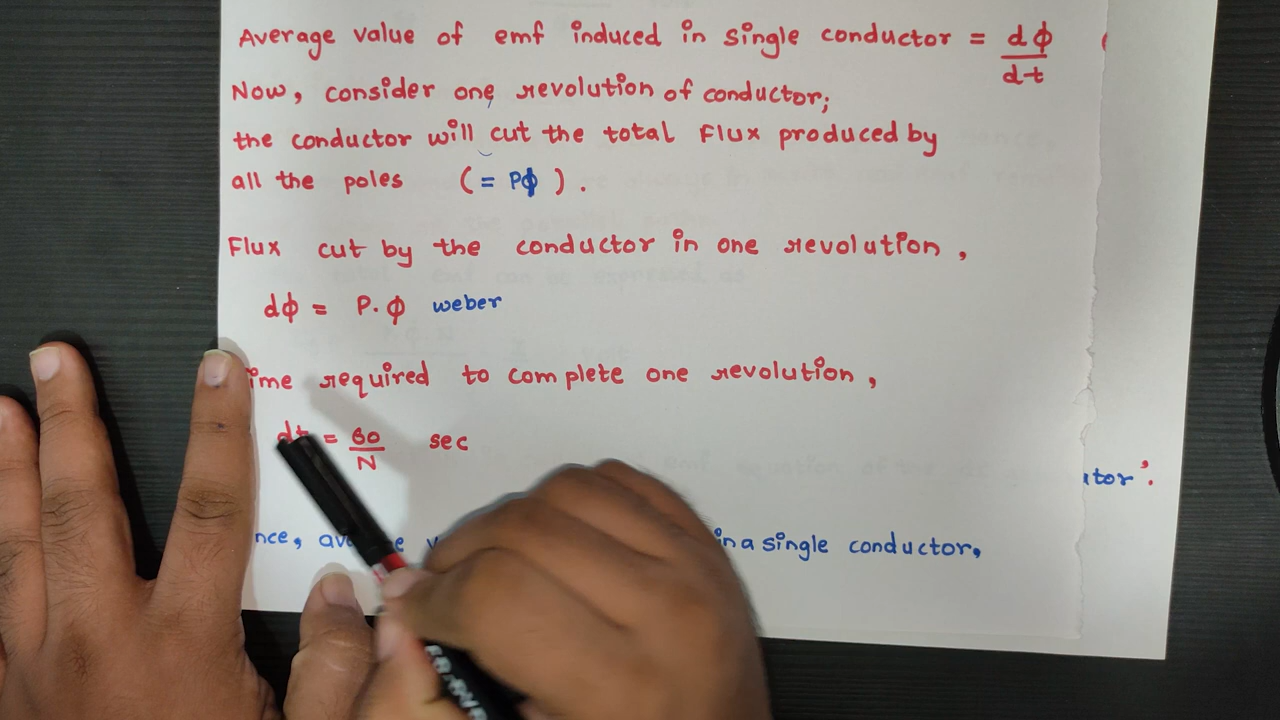 Average value of emf induced in single conductor = dϕ/dt (
Now, consider one revolution of conductor;
the conductor will cut the total Flux produced by
all the poles ( = Pϕ ) .
Flux cut by the conductor in one revolution ,
dϕ = P. ϕ weber
ime required to complete one revolution ,
dt = 60/N sec
ator'.
nce, in a single conductor,